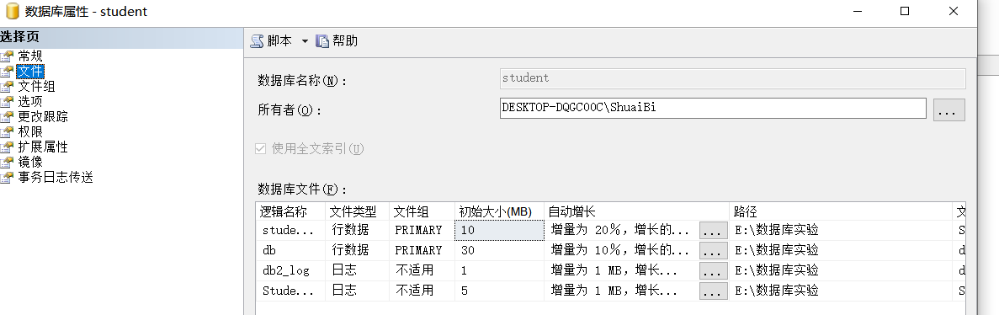 数据库属性 - student
选择页
常规
文件
文件组
选项
更改跟踪
权限
扩展属性
镜像
事务日志传送
脚本 帮助
数据库名称(N): student
所有者(O): DESKTOP-DQGC00C\ShuaiBi ...
使用全文索引(U)
数据库文件(F):
逻辑名称 文件类型 文件组 初始大小(MB) 自动增长 路径 文
stude... 行数据 PRIMARY 10 增量为 20%，增长的... ... E:\数据库实验 S
db 行数据 PRIMARY 30 增量为 10%，增长的... ... E:\数据库实验 d
db2_log 日志 不适用 1 增量为 1 MB，增长... ... E:\数据库实验 d
Stude... 日志 不适用 5 增量为 1 MB，增长... ... E:\数据库实验 S